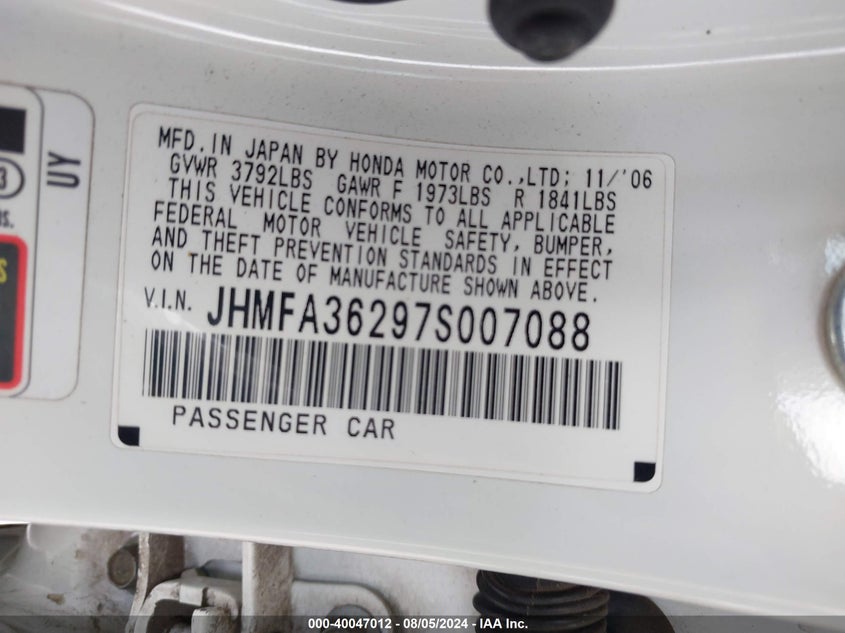 MFD. IN JAPAN BY HONDA MOTOR CO.,LTD; 11/'06
GVWR 3792LBS GAWR F 1973LBS R 1841LBS
THIS VEHICLE CONFORMS TO ALL APPLICABLE
FEDERAL MOTOR VEHICLE SAFETY, BUMPER,
AND THEFT PREVENTION STANDARDS IN EFFECT
ON THE DATE OF MANUFACTURE SHOWN ABOVE.
V.I.N. JHMFA36297S007088
PASSENGER CAR
UY
3
S
000-40047012 - 08/05/2024 - IAA Inc.